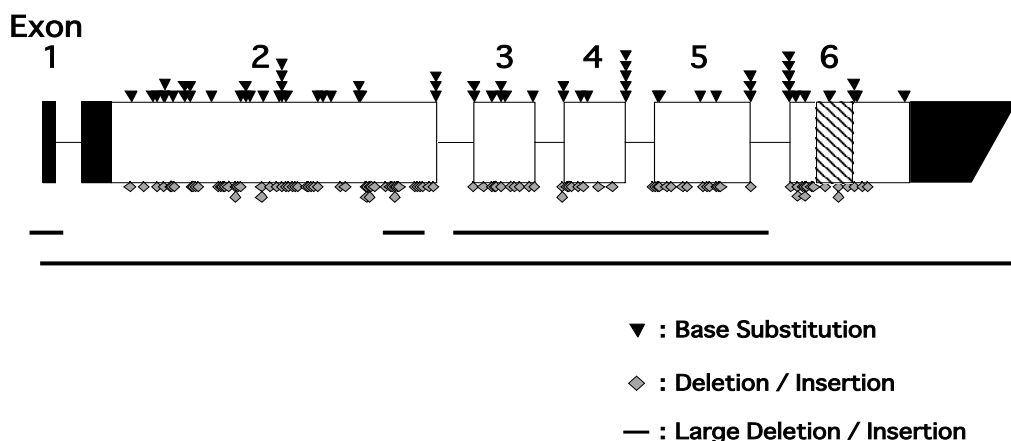 Exon
1 2 3 4 5 6
: Base Substitution
: Deletion / Insertion
: Large Deletion / Insertion